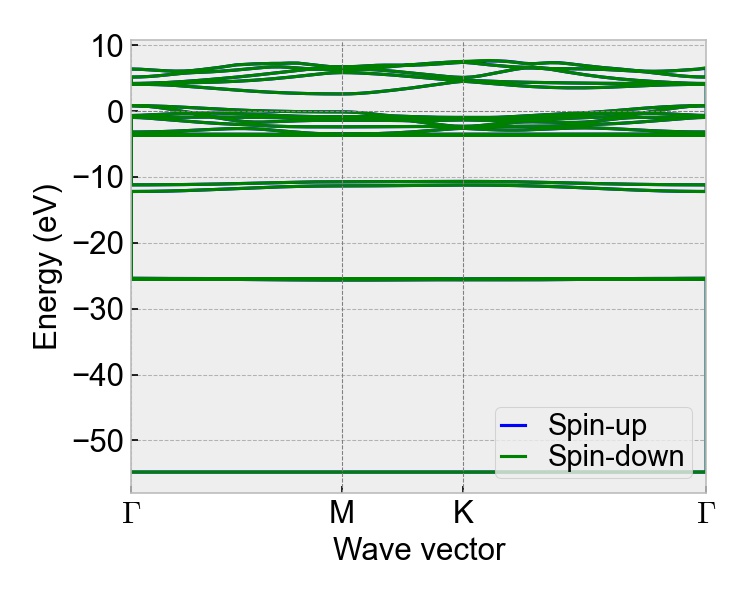 10
0
−10
−20
−30
−40
−50
Energy (eV)
Spin-up
Spin-down
Γ M K Γ
Wave vector